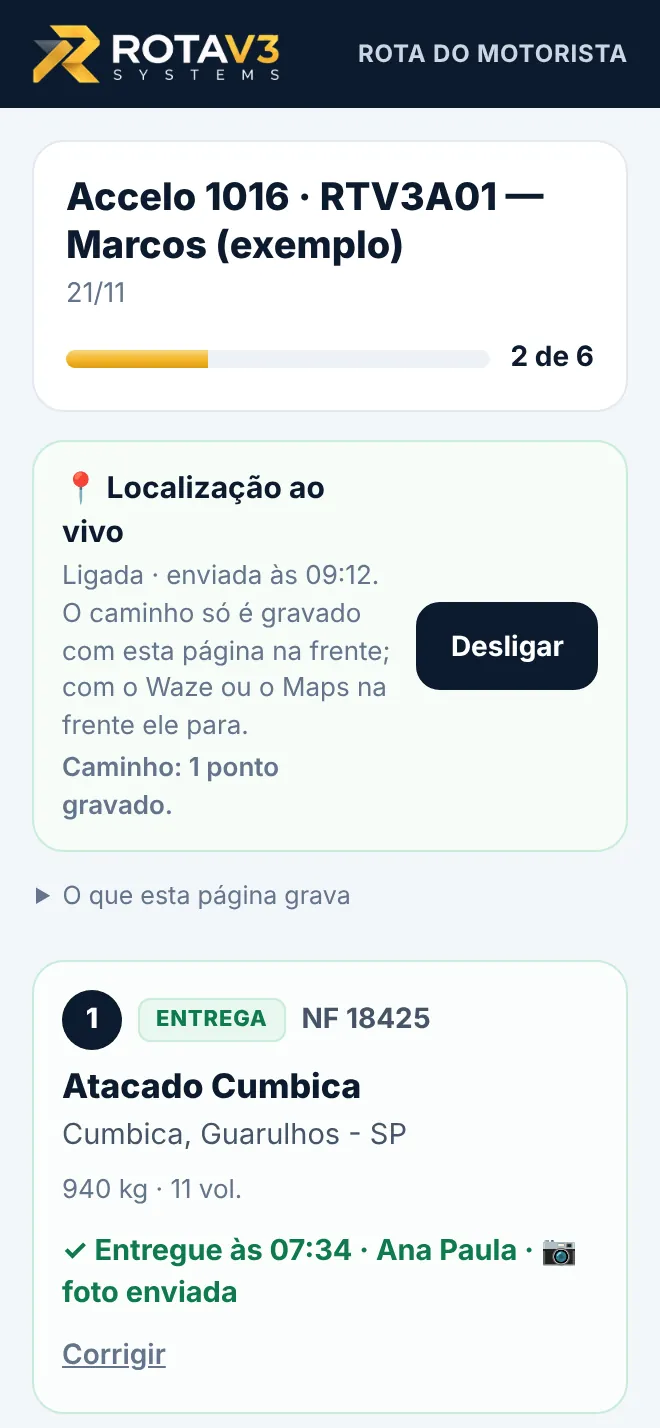 ROTAV3
SYSTEMS
ROTA DO MOTORISTA
Accelo 1016 · RTV3A01 —
Marcos (exemplo)
21/11
2 de 6
📍 Localização ao
vivo
Ligada · enviada às 09:12.
O caminho só é gravado
com esta página na frente;
com o Waze ou o Maps na
frente ele para.
Caminho: 1 ponto
gravado.
Desligar
▶ O que esta página grava
1 ENTREGA NF 18425
Atacado Cumbica
Cumbica, Guarulhos - SP
940 kg · 11 vol.
✓ Entregue às 07:34 · Ana Paula · 📷
foto enviada
Corrigir